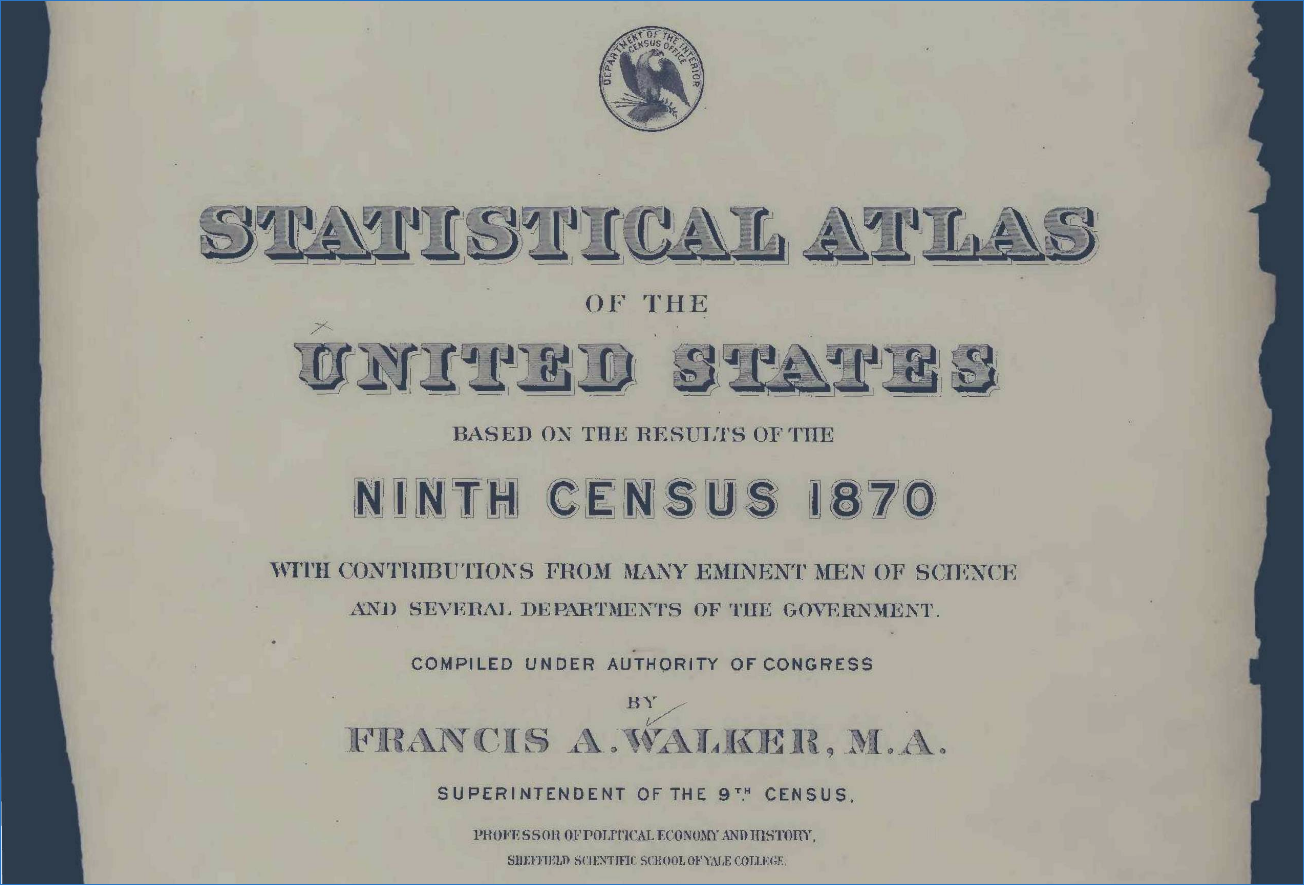 DEPARTMENT OF THE INTERIOR
CENSUS OFFICE
STATISTICAL ATLAS
OF THE
UNITED STATES
BASED ON THE RESULTS OF THE
NINTH CENSUS 1870
WITH CONTRIBUTIONS FROM MANY EMINENT MEN OF SCIENCE
AND SEVERAL DEPARTMENTS OF THE GOVERNMENT.
COMPILED UNDER AUTHORITY OF CONGRESS
BY
FRANCIS A. WALKER, M.A.
SUPERINTENDENT OF THE 9TH CENSUS,
PROFESSOR OF POLITICAL ECONOMY AND HISTORY,
SHEFFIELD SCIENTIFIC SCHOOL OF YALE COLLEGE.